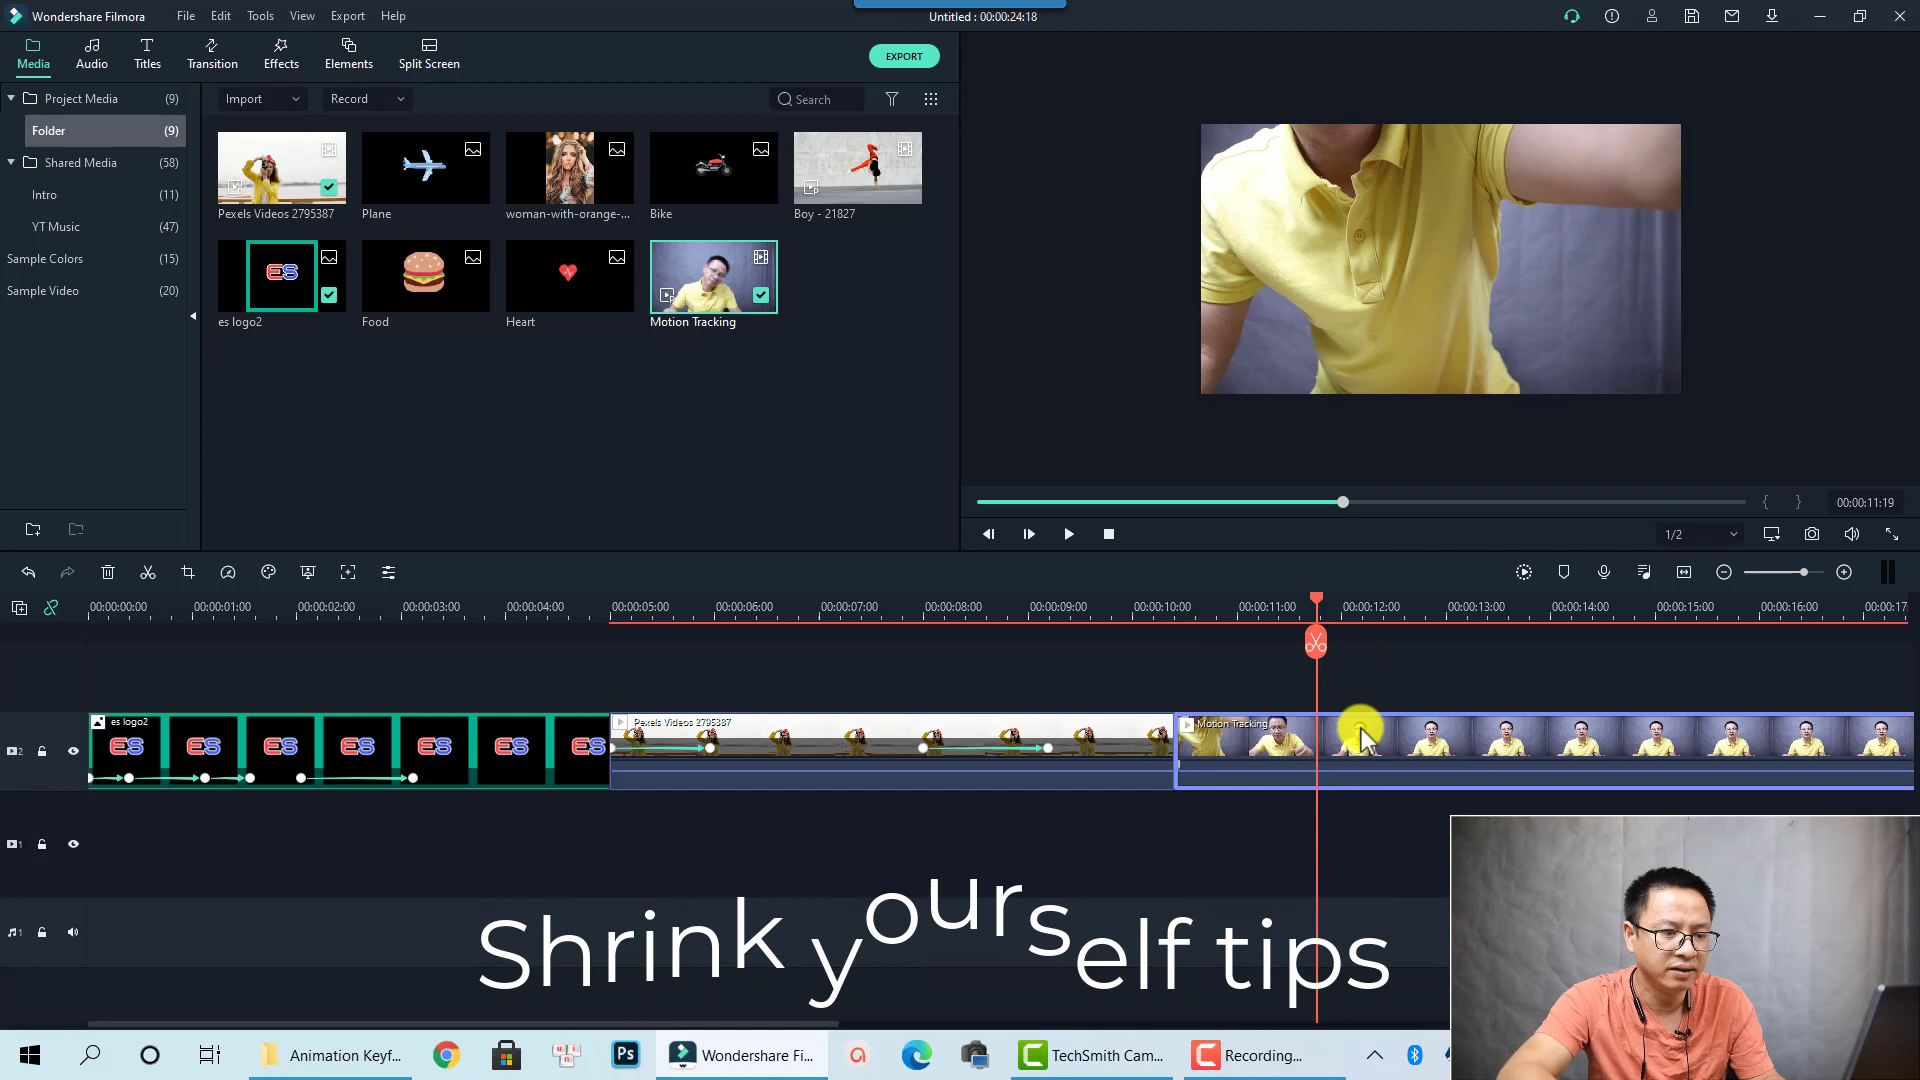 Wondershare Filmora
File
Edit
Tools
View
Export
Help
Untitled : 00:00:24:18
Media
Audio
Titles
Transition
Effects
Elements
Split Screen
EXPORT
Project Media (9)
Import
Record
Search
Folder (9)
Shared Media (58)
Intro (11)
YT Music (47)
Sample Colors (15)
Sample Video (20)
Pexels Videos 2795387
Plane
woman-with-orange-...
Bike
Boy - 21827
ES
es logo2
Food
Heart
Motion Tracking
{ }
00:00:11:19
1/2
00:00:00:00
00:00:01:00
00:00:02:00
00:00:03:00
00:00:04:00
00:00:05:00
00:00:06:00
00:00:07:00
00:00:08:00
00:00:09:00
00:00:10:00
00:00:11:00
00:00:12:00
00:00:13:00
00:00:14:00
00:00:15:00
00:00:16:00
00:00:17:
es logo2
Pexels Videos 2795387
Motion Tracking
ES ES ES ES ES ES ES
2
1
1
Shrink yourself tips
Animation Keyf...
Ps
Wondershare Fi...
TechSmith Cam...
Recording...